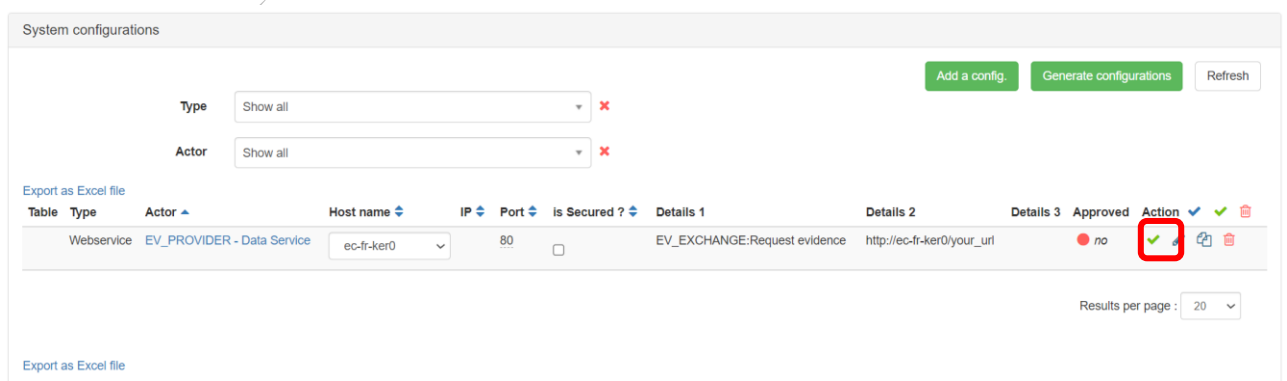 System configurations
Add a config. Generate configurations Refresh
Type Show all
Actor Show all
Export as Excel file
Table Type Actor Host name IP Port is Secured ? Details 1 Details 2 Details 3 Approved Action
Webservice EV_PROVIDER - Data Service ec-fr-ker0 80 EV_EXCHANGE:Request evidence http://ec-fr-ker0/your_url no
Results per page : 20
Export as Excel file